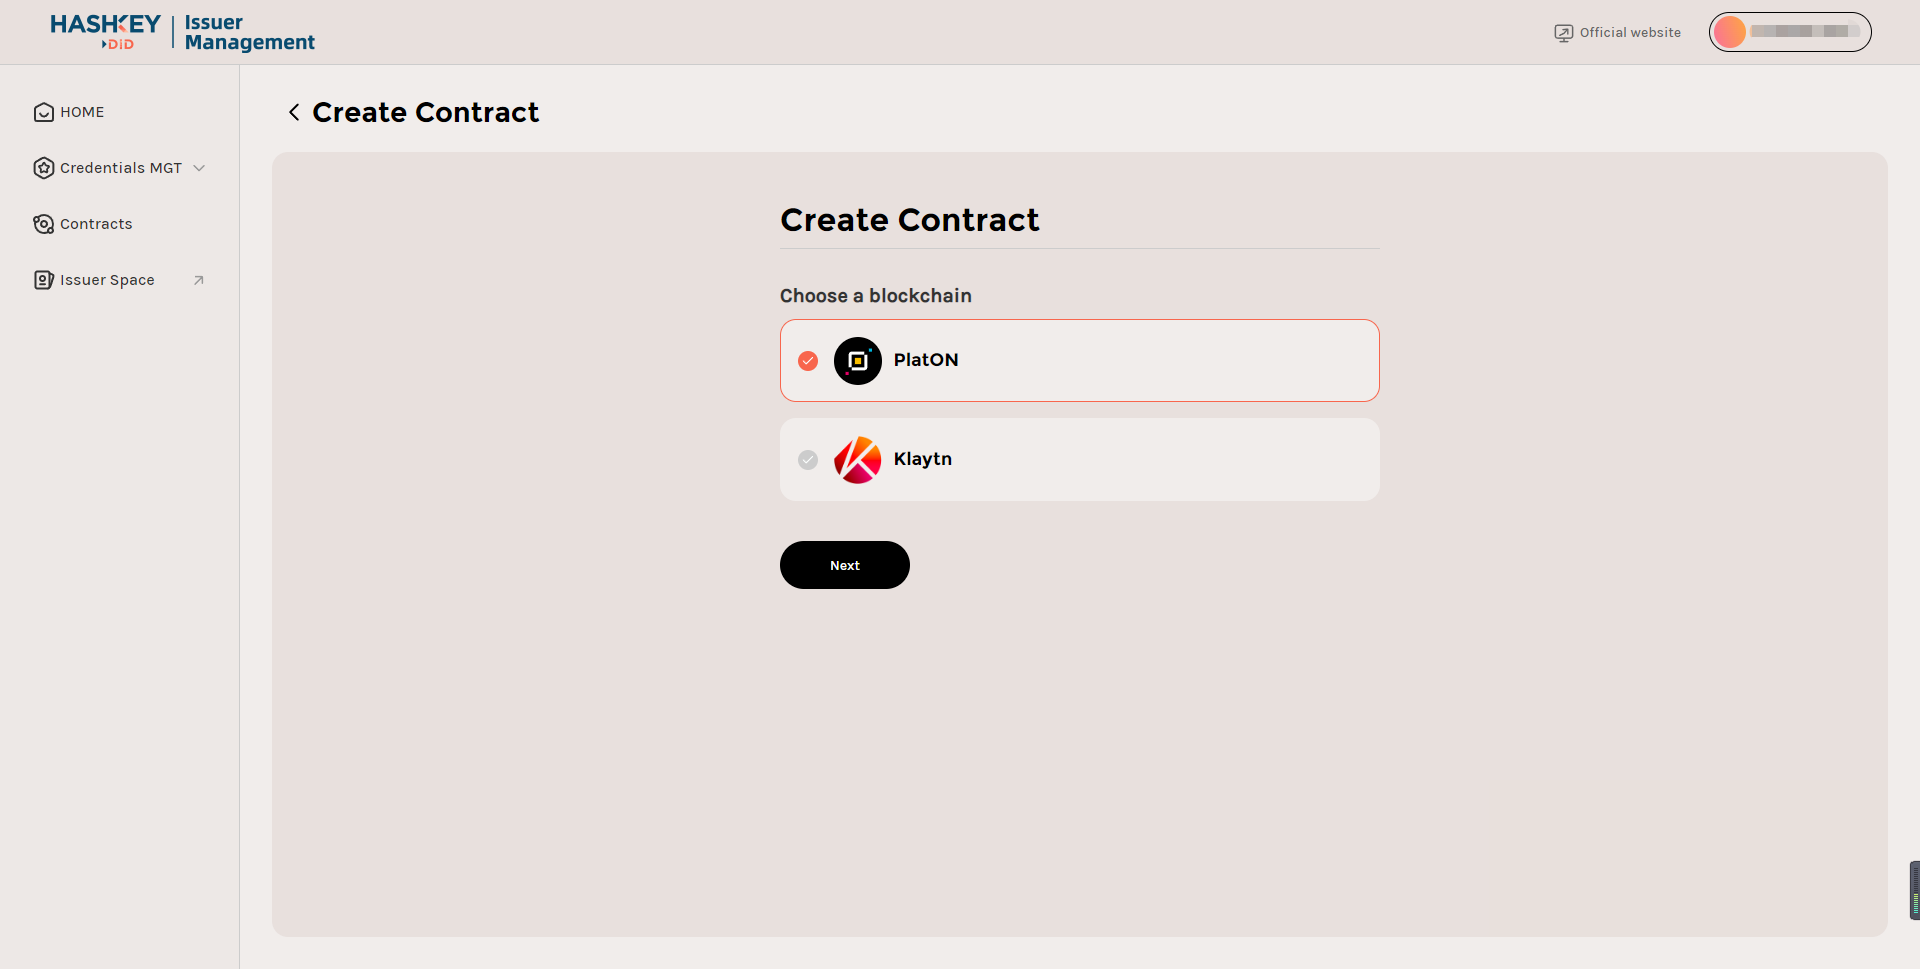 HASHKEY
DiD
Issuer
Management
Official website
HOME
Credentials MGT
Contracts
Issuer Space
Create Contract
Create Contract
Choose a blockchain
PlatON
Klaytn
Next